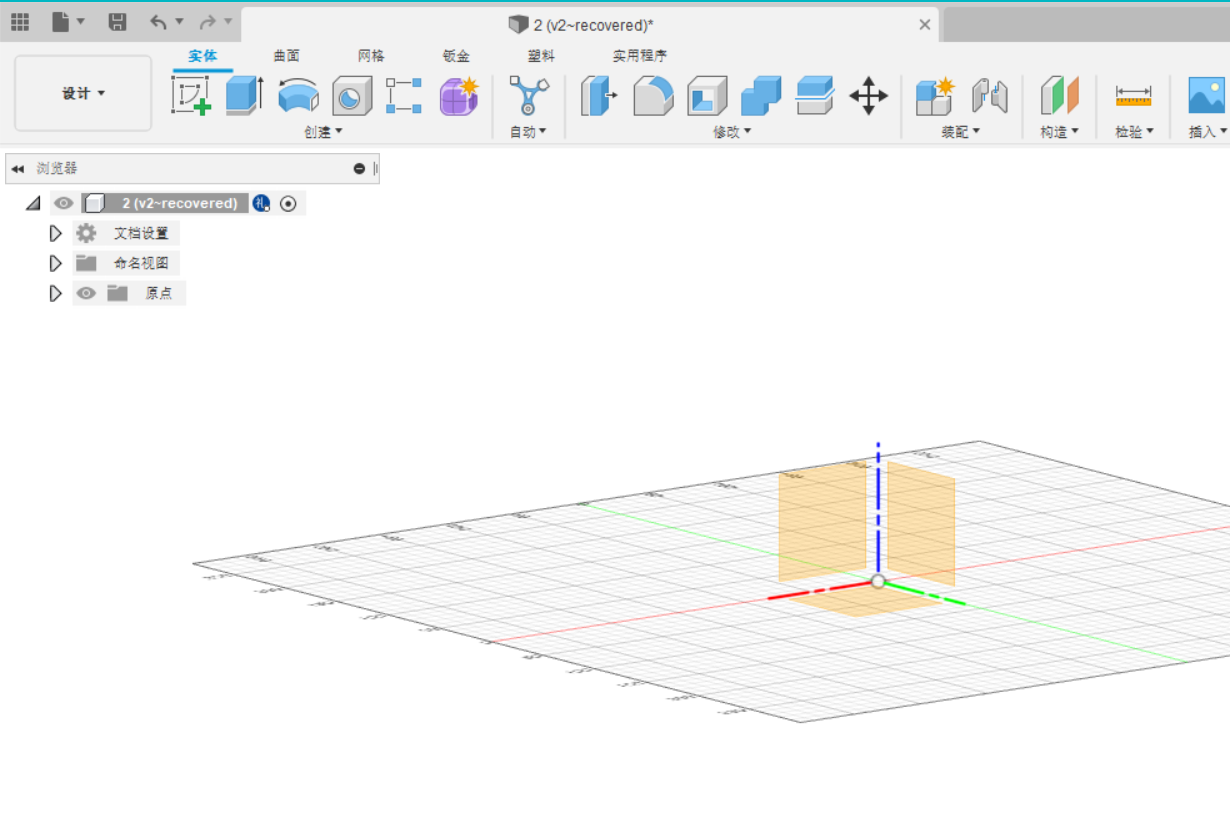 2 (v2~recovered)*
实体 曲面 网格 钣金 塑料 实用程序
设计
创建 自动 修改 装配 构造 检验 插入
浏览器
2 (v2~recovered)
文档设置
命名视图
原点